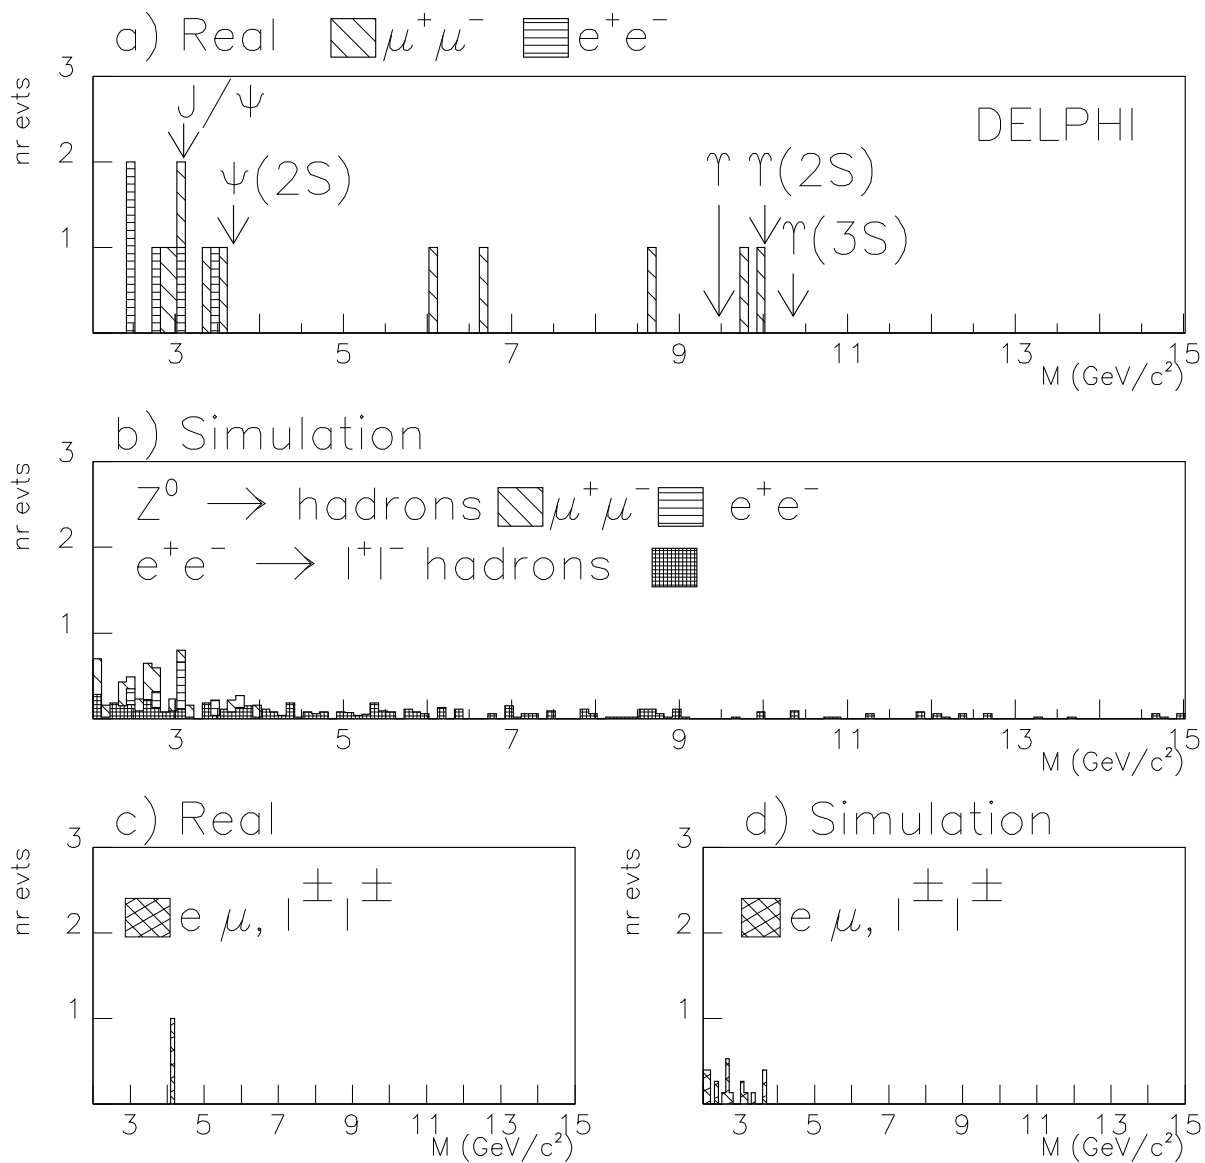 a) Real μ⁺μ⁻ e⁺e⁻
nr evts
3
2
1
J/ψ
ψ(2S)
ϒ ϒ(2S)
ϒ(3S)
DELPHI
3 5 7 9 11 13 15
M (GeV/c²)
b) Simulation
nr evts
3
2
1
Z⁰ → hadrons μ⁺μ⁻ e⁺e⁻
e⁺e⁻ → l⁺l⁻ hadrons
3 5 7 9 11 13 15
M (GeV/c²)
c) Real
nr evts
3
2
1
e μ, l ± l ±
3 5 7 9 11 13 15
M (GeV/c²)
d) Simulation
nr evts
3
2
1
e μ, l ± l ±
3 5 7 9 11 13 15
M (GeV/c²)